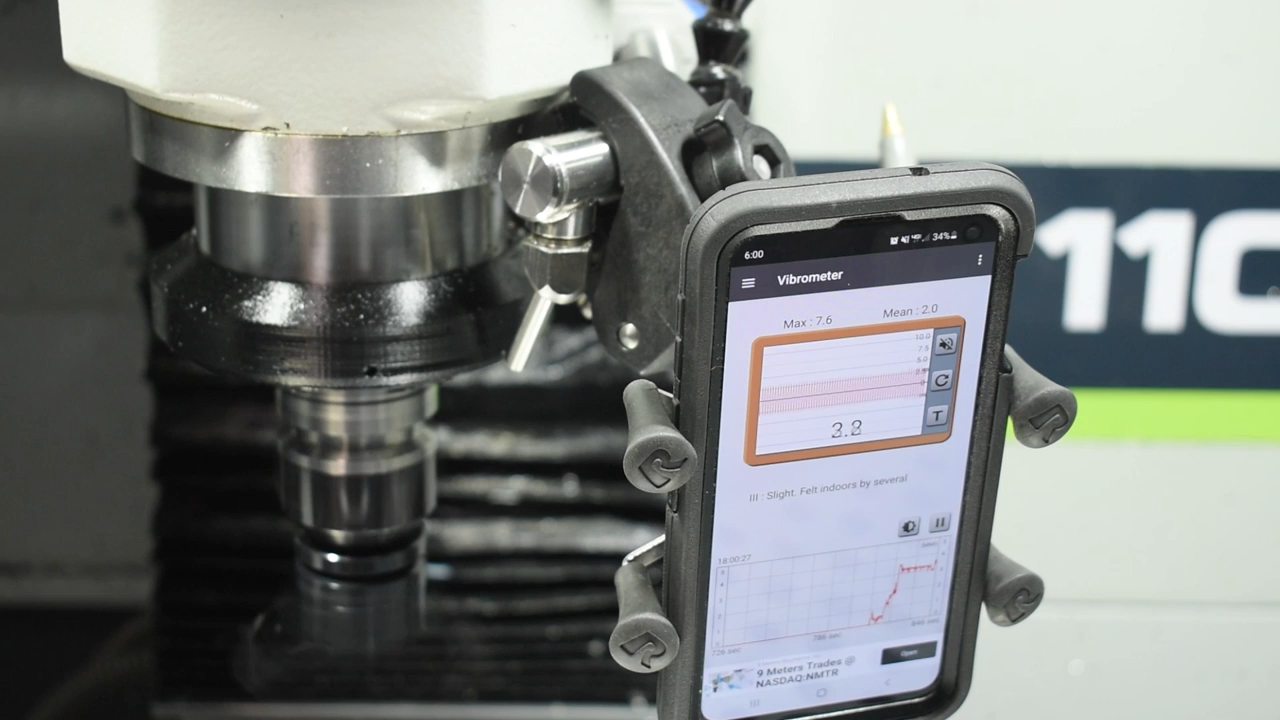 110
6:00
34%
Vibrometer
Max : 7.6
Mean : 2.0
10.0
7.5
5.0
T
III : Slight. Felt indoors by several
18:00:27
726 sec
786 sec
846 sec
Open
9 Meters Trades @
NASDAQ:NMTR